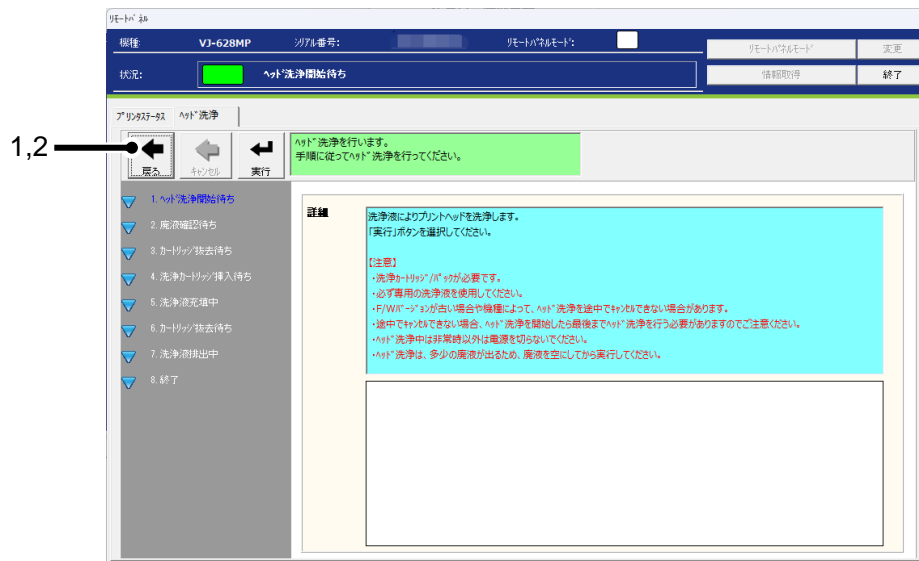 ﾘﾓｰﾄﾊﾟﾈﾙ
機種: VJ-628MP ｼﾘｱﾙ番号: ﾘﾓｰﾄﾊﾟﾈﾙﾓｰﾄﾞ:
ﾘﾓｰﾄﾊﾟﾈﾙﾓｰﾄﾞ 変更
状況: ﾍｯﾄﾞ洗浄開始待ち
情報取得 終了
ﾌﾟﾘﾝﾀｽﾃｰﾀｽ ﾍｯﾄﾞ洗浄
1,2
戻る ｷｬﾝｾﾙ 実行
ﾍｯﾄﾞ洗浄を行います。
手順に従ってﾍｯﾄﾞ洗浄を行ってください。
1. ﾍｯﾄﾞ洗浄開始待ち
2. 廃液確認待ち
3. ｶｰﾄﾘｯｼﾞ抜去待ち
4. 洗浄ｶｰﾄﾘｯｼﾞ挿入待ち
5. 洗浄液充填中
6. ｶｰﾄﾘｯｼﾞ抜去待ち
7. 洗浄液排出中
8. 終了
詳細
洗浄液によりプリントヘッドを洗浄します。
「実行」ボタンを選択してください。
【注意】
・洗浄ｶｰﾄﾘｯｼﾞ/ﾊﾟｯｸが必要です。
・必ず専用の洗浄液を使用してください。
・F/Wﾊﾞｰｼﾞｮﾝが古い場合や機種によって、ﾍｯﾄﾞ洗浄を途中でｷｬﾝｾﾙできない場合があります。
・途中でｷｬﾝｾﾙできない場合、ﾍｯﾄﾞ洗浄を開始したら最後までﾍｯﾄﾞ洗浄を行う必要がありますのでご注意ください。
・ﾍｯﾄﾞ洗浄中は非常時以外は電源を切らないでください。
・ﾍｯﾄﾞ洗浄は、多少の廃液が出るため、廃液を空にしてから実行してください。